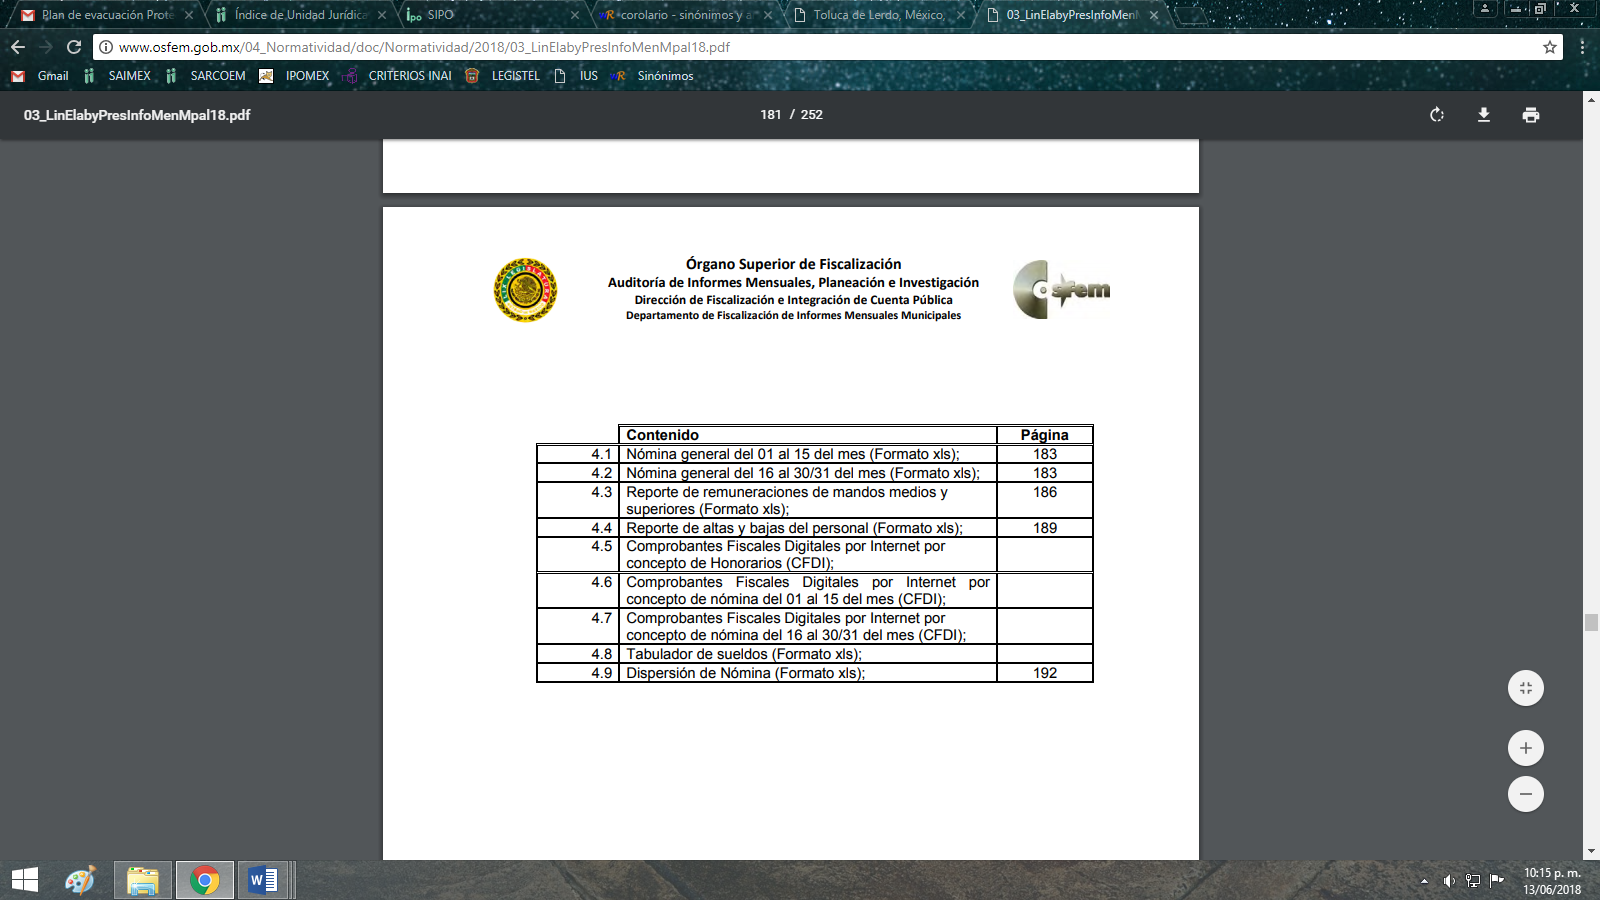 Plan de evacuación Prote
Índice de Unidad Jurídica
SIPO
corolario - sinónimos y a
Toluca de Lerdo, México,
03_LinElabyPresInfoMen
www.osfem.gob.mx/04_Normatividad/doc/Normatividad/2018/03_LinElabyPresInfoMenMpal18.pdf
Gmail SAIMEX SARCOEM IPOMEX CRITERIOS INAI LEGISTEL IUS Sinónimos
03_LinElabyPresInfoMenMpal18.pdf 181 / 252
Órgano Superior de Fiscalización
Auditoría de Informes Mensuales, Planeación e Investigación
Dirección de Fiscalización e Integración de Cuenta Pública
Departamento de Fiscalización de Informes Mensuales Municipales
osfem
Contenido Página
4.1 Nómina general del 01 al 15 del mes (Formato xls); 183
4.2 Nómina general del 16 al 30/31 del mes (Formato xls); 183
4.3 Reporte de remuneraciones de mandos medios y 186
superiores (Formato xls);
4.4 Reporte de altas y bajas del personal (Formato xls); 189
4.5 Comprobantes Fiscales Digitales por Internet por
concepto de Honorarios (CFDI);
4.6 Comprobantes Fiscales Digitales por Internet por
concepto de nómina del 01 al 15 del mes (CFDI);
4.7 Comprobantes Fiscales Digitales por Internet por
concepto de nómina del 16 al 30/31 del mes (CFDI);
4.8 Tabulador de sueldos (Formato xls);
4.9 Dispersión de Nómina (Formato xls); 192
10:15 p. m.
13/06/2018